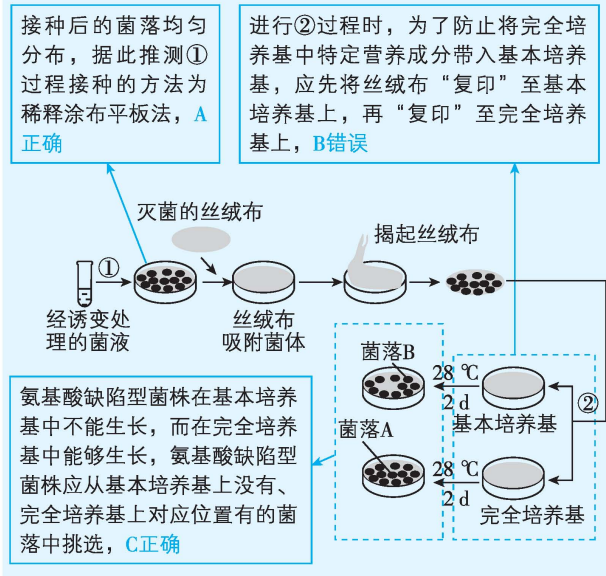 接种后的菌落均匀
分布，据此推测①
过程接种的方法为
稀释涂布平板法，A
正确
进行②过程时，为了防止将完全培
养基中特定营养成分带入基本培养
基，应先将丝绒布“复印”至基本
培养基上，再“复印”至完全培养
基上，B错误
灭菌的丝绒布
揭起丝绒布
①
经诱变处
理的菌液
丝绒布
吸附菌体
菌落B
28 ℃
2 d
基本培养基
②
菌落A
28 ℃
2 d
完全培养基
氨基酸缺陷型菌株在基本培养
基中不能生长，而在完全培养
基中能够生长，氨基酸缺陷型
菌株应从基本培养基上没有、
完全培养基上对应位置有的菌
落中挑选，C正确